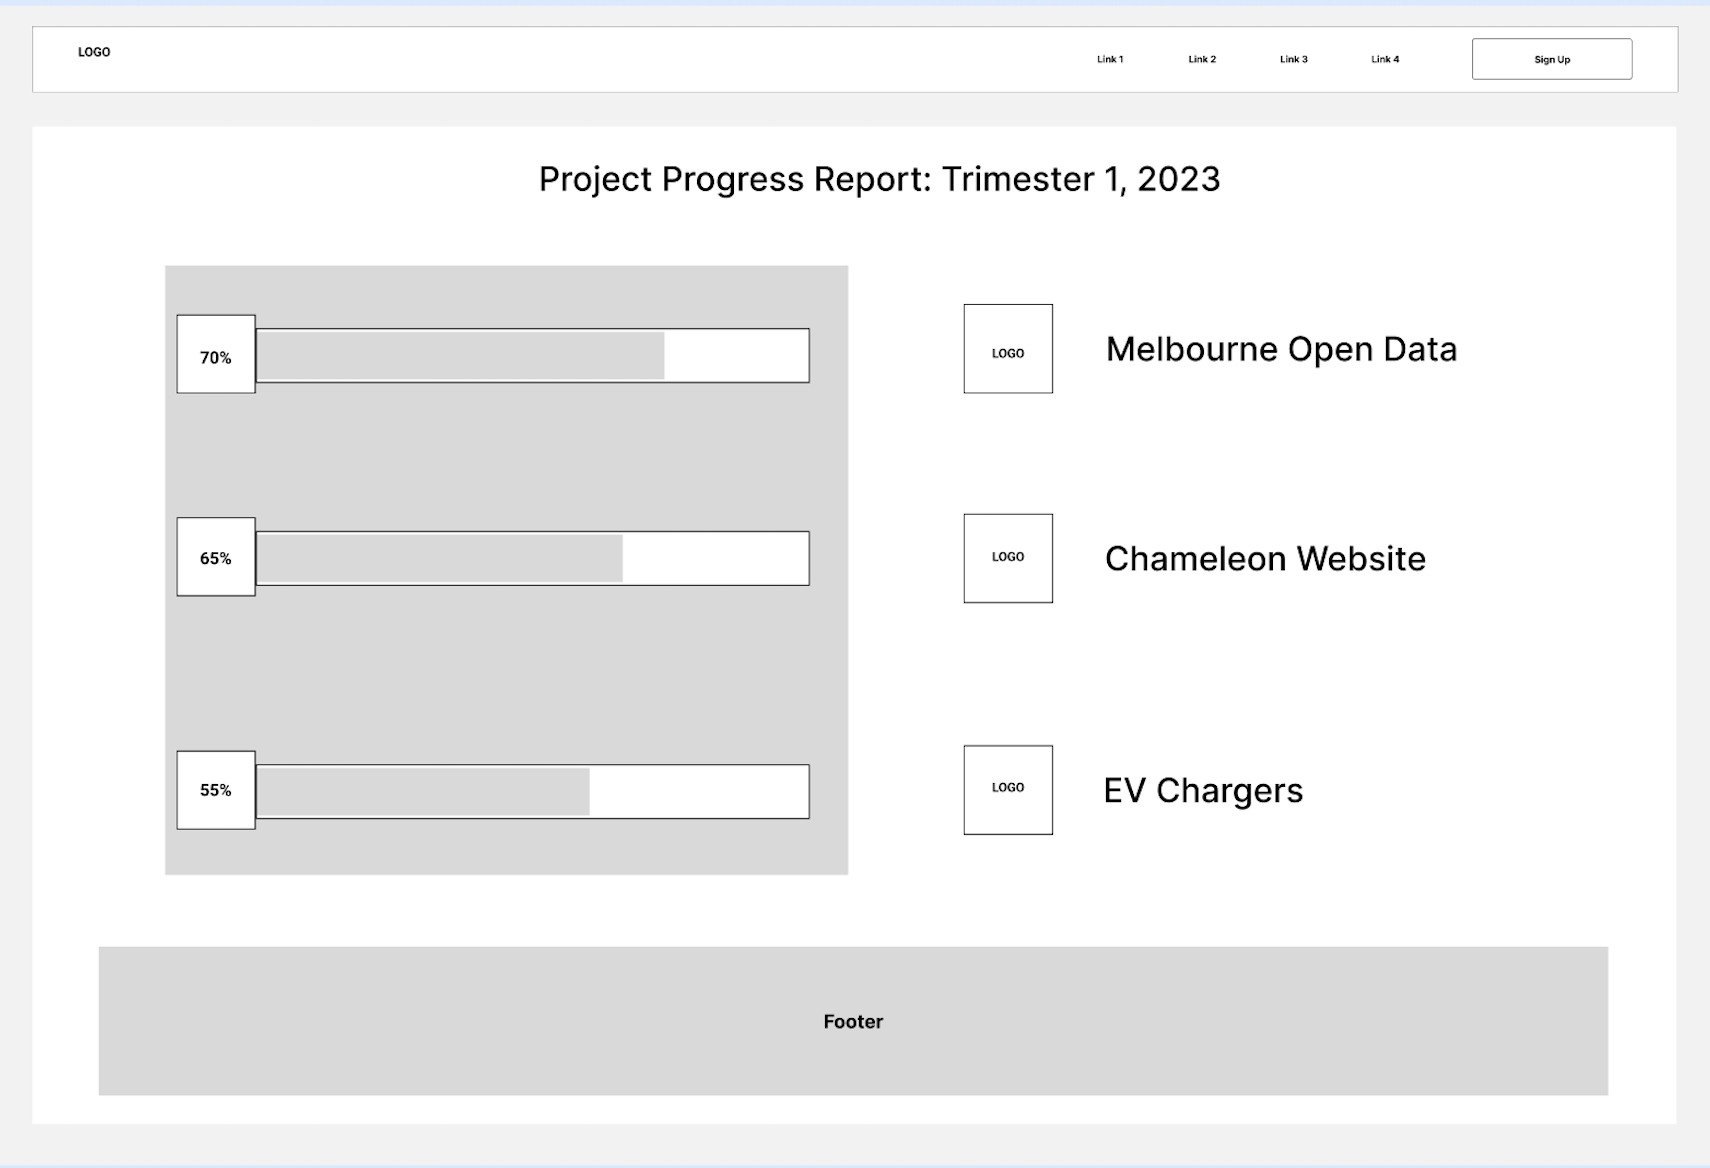 LOGO
Link 1
Link 2
Link 3
Link 4
Sign Up
Project Progress Report: Trimester 1, 2023
70%
LOGO
Melbourne Open Data
65%
LOGO
Chameleon Website
55%
LOGO
EV Chargers
Footer